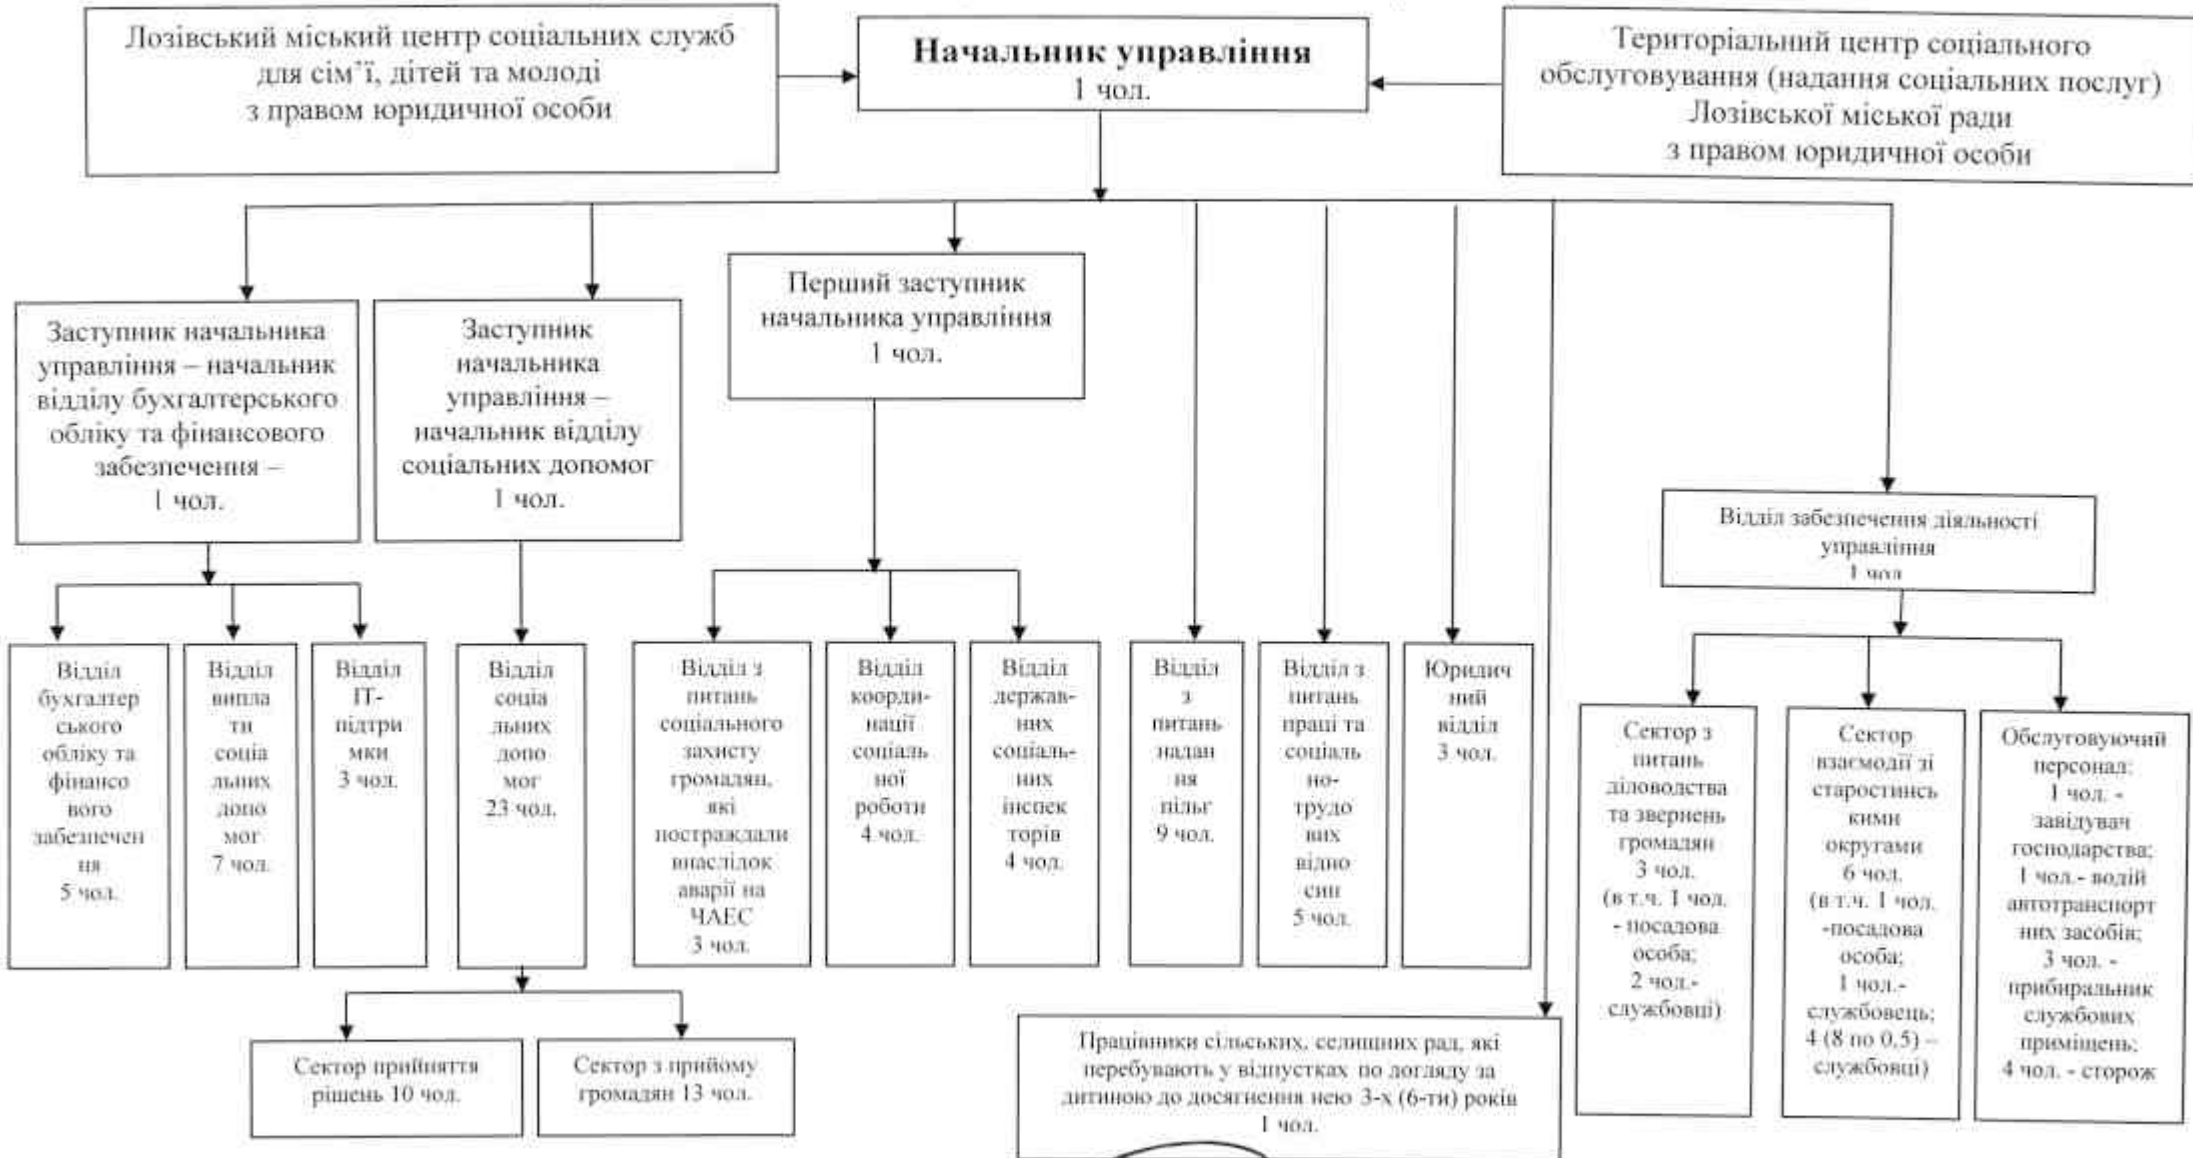 Лозівський міський центр соціальних служб
для сім`ї, дітей та молоді
з правом юридичної особи
Начальник управління
1 чол.
Територіальний центр соціального
обслуговування (надання соціальних послуг)
Лозівської міської ради
з правом юридичної особи
Заступник начальника
управління – начальник
відділу бухгалтерського
обліку та фінансового
забезпечення –
1 чол.
Заступник
начальника
управління –
начальник відділу
соціальних допомог
1 чол.
Перший заступник
начальника управління
1 чол.
Відділ забезпечення діяльності
управління
1 чол
Відділ
бухгалтер
ського
обліку та
фінансо
вого
забезпечен
ня
5 чол.
Відділ
випла
ти
соціа
льних
допо
мог
7 чол.
Відділ
ІТ-
підтри
мки
3 чол.
Відділ
соціа
льних
допо
мог
23 чол.
Відділ з
питань
соціального
захисту
громадян,
які
постраждали
внаслідок
аварії на
ЧАЕС
3 чол.
Відділ
коорди-
нації
соціаль
ної
роботи
4 чол.
Відділ
держав-
них
соціаль-
них
інспек
торів
4 чол.
Відділ
з
питань
надан
ня
пільг
9 чол.
Відділ з
питань
праці та
соціаль
но-
трудо
вих
відно
син
5 чол.
Юридич
ний
відділ
3 чол.
Сектор з
питань
діловодства
та звернень
громадян
3 чол.
(в т.ч. 1 чол.
- посадова
особа;
2 чол.-
службовці)
Сектор
взаємодії зі
старостинсь
кими
округами
6 чол.
(в т.ч. 1 чол.
-посадова
особа;
1 чол.-
службовець;
4 (8 по 0,5) –
службовці)
Обслуговуючий
персонал:
1 чол. -
завідувач
господарства;
1 чол.- водій
автотранспорт
них засобів;
3 чол. -
прибиральник
службових
приміщень;
4 чол. - сторож
Сектор прийняття
рішень 10 чол.
Сектор з прийому
громадян 13 чол.
Працівники сільських, селищних рад, які
перебувають у відпустках по догляду за
дитиною до досягнення нею 3-х (6-ти) років
1 чол.